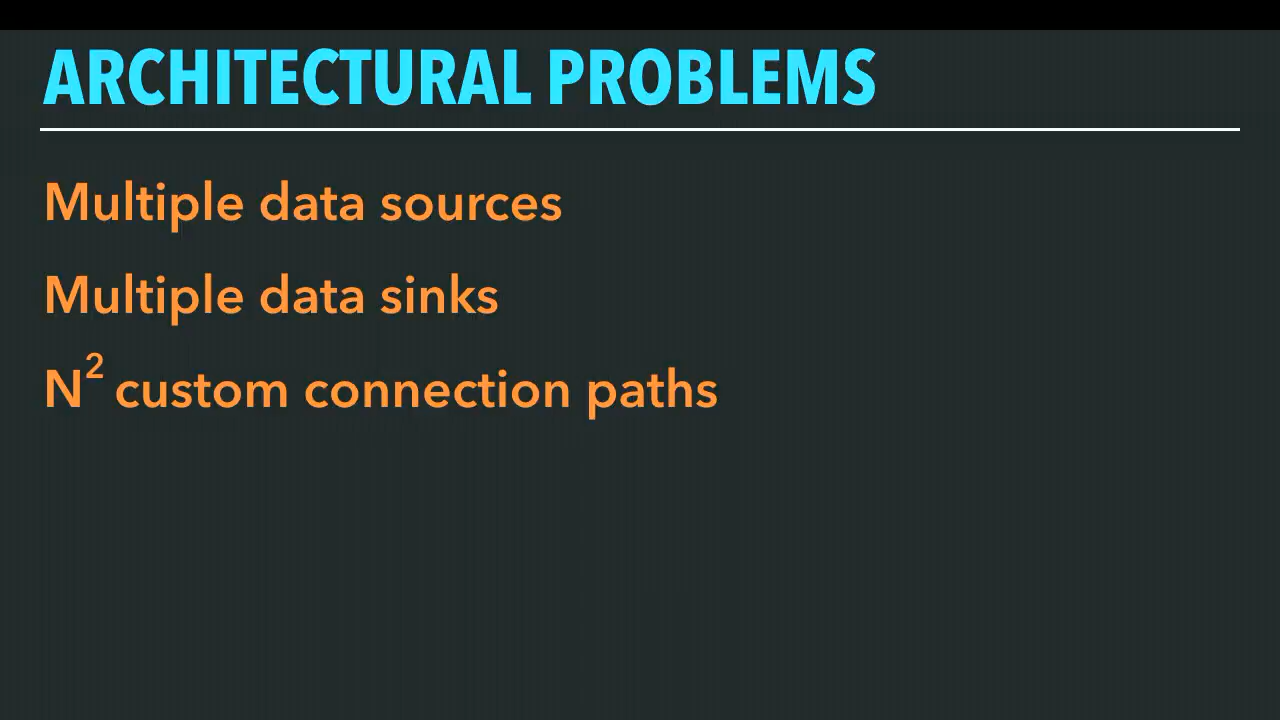 ARCHITECTURAL PROBLEMS
Multiple data sources
Multiple data sinks
N² custom connection paths